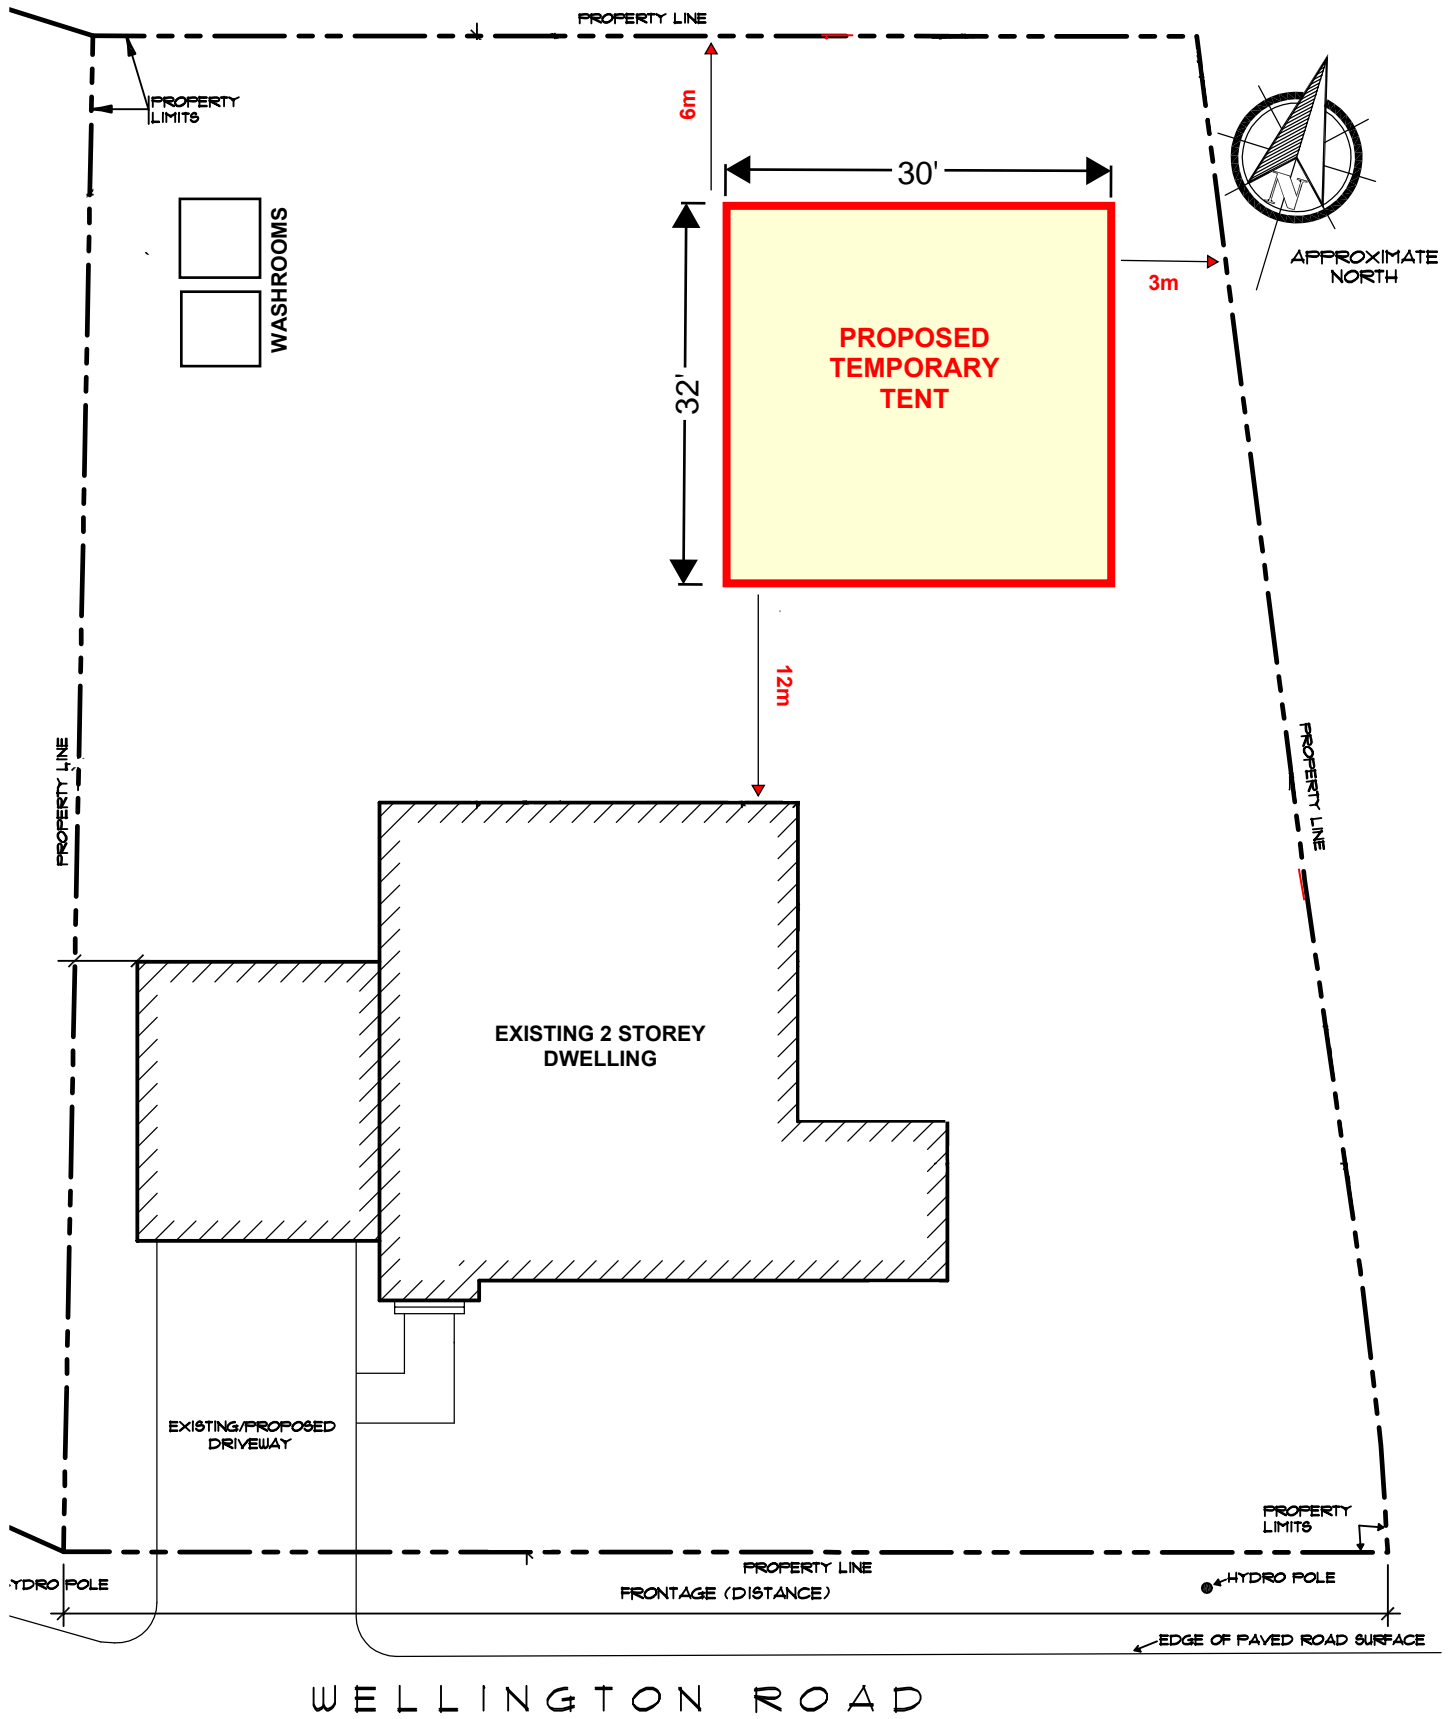 PROPERTY LINE
PROPERTY
LIMITS
6m
30'
N
APPROXIMATE
NORTH
WASHROOMS
3m
32'
PROPOSED
TEMPORARY
TENT
12m
PROPERTY LINE
PROPERTY LINE
EXISTING 2 STOREY
DWELLING
EXISTING/PROPOSED
DRIVEWAY
PROPERTY
LIMITS
PROPERTY LINE
YDRO POLE
FRONTAGE (DISTANCE)
HYDRO POLE
EDGE OF PAVED ROAD SURFACE
WELLINGTON ROAD